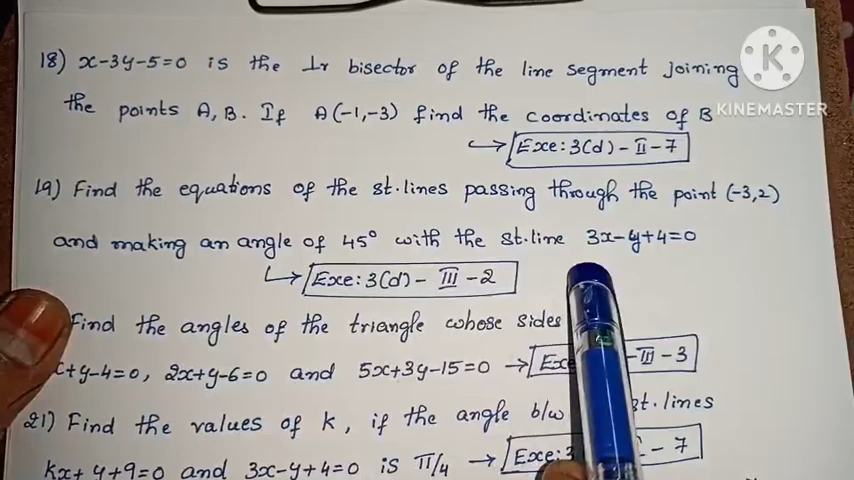 18) x-3y-5=0 is the ⊥r bisector of the line segment joining
the points A, B. If A(-1,-3) find the coordinates of B
→ Exe: 3(d) - II - 7
19) Find the equations of the st.lines passing through the point (-3,2)
and making an angle of 45° with the st.line 3x-y+4=0
→ Exe: 3(d) - III - 2
Find the angles of the triangle whose sides
x+y-4=0, 2x+y-6=0 and 5x+3y-15=0 → Exe - III - 3
21) Find the values of k, if the angle b/w st.lines
kx+y+9=0 and 3x-y+4=0 is π/4 → Exe: 3 - 7
K
KINEMASTER